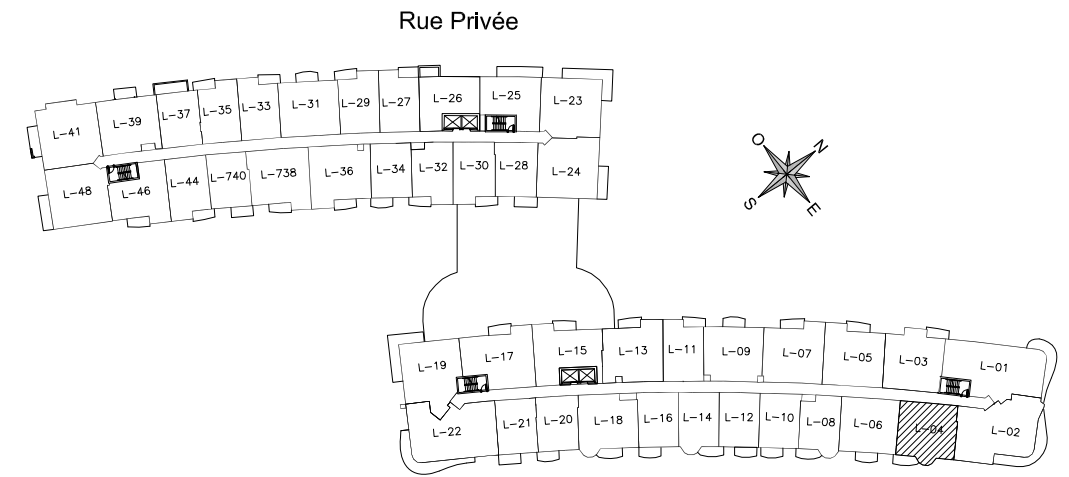 Rue Privée
L-41 L-39 L-37 L-35 L-33 L-31 L-29 L-27 L-26 L-25 L-23
L-48 L-46 L-44 L-740 L-738 L-36 L-34 L-32 L-30 L-28 L-24
O N
S E
L-19 L-17 L-15 L-13 L-11 L-09 L-07 L-05 L-03 L-01
L-22 L-21 L-20 L-18 L-16 L-14 L-12 L-10 L-08 L-06 L-04 L-02